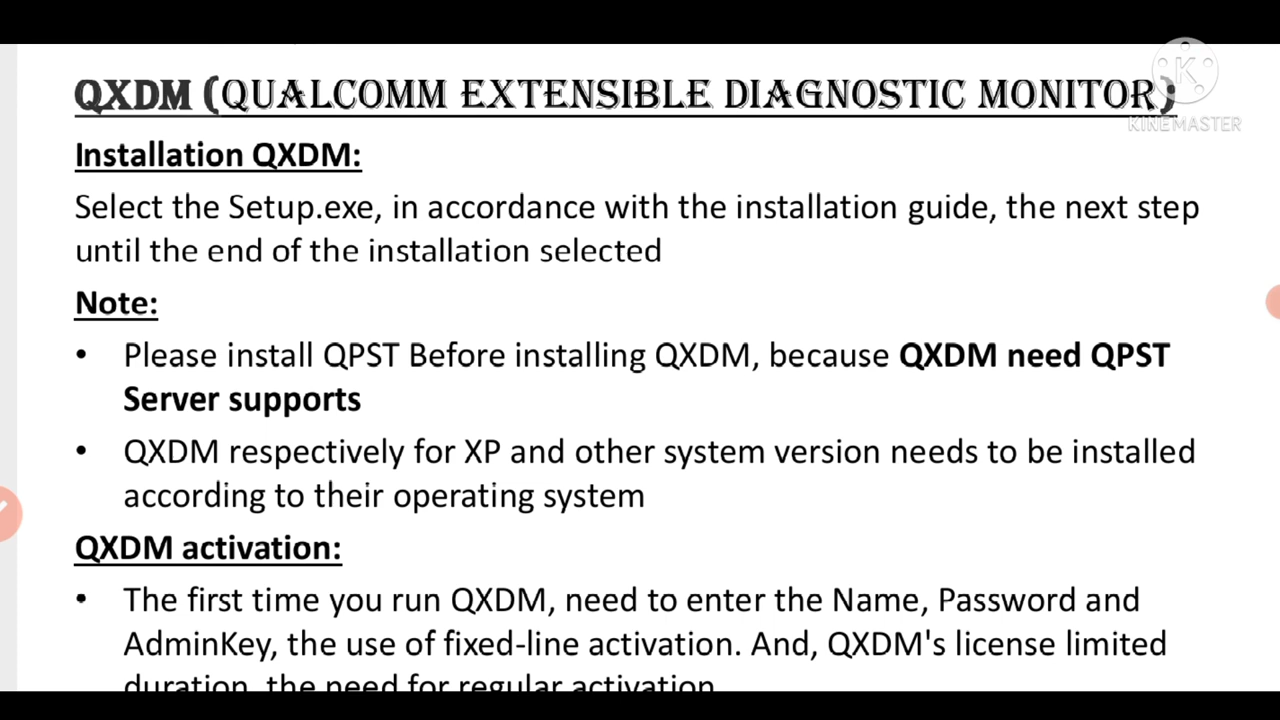 QXDM (QUALCOMM EXTENSIBLE DIAGNOSTIC MONITOR)
K
KINEMASTER
Installation QXDM:
Select the Setup.exe, in accordance with the installation guide, the next step
until the end of the installation selected
Note:
• Please install QPST Before installing QXDM, because QXDM need QPST
Server supports
• QXDM respectively for XP and other system version needs to be installed
according to their operating system
QXDM activation:
• The first time you run QXDM, need to enter the Name, Password and
AdminKey, the use of fixed-line activation. And, QXDM's license limited
duration, the need for regular activation